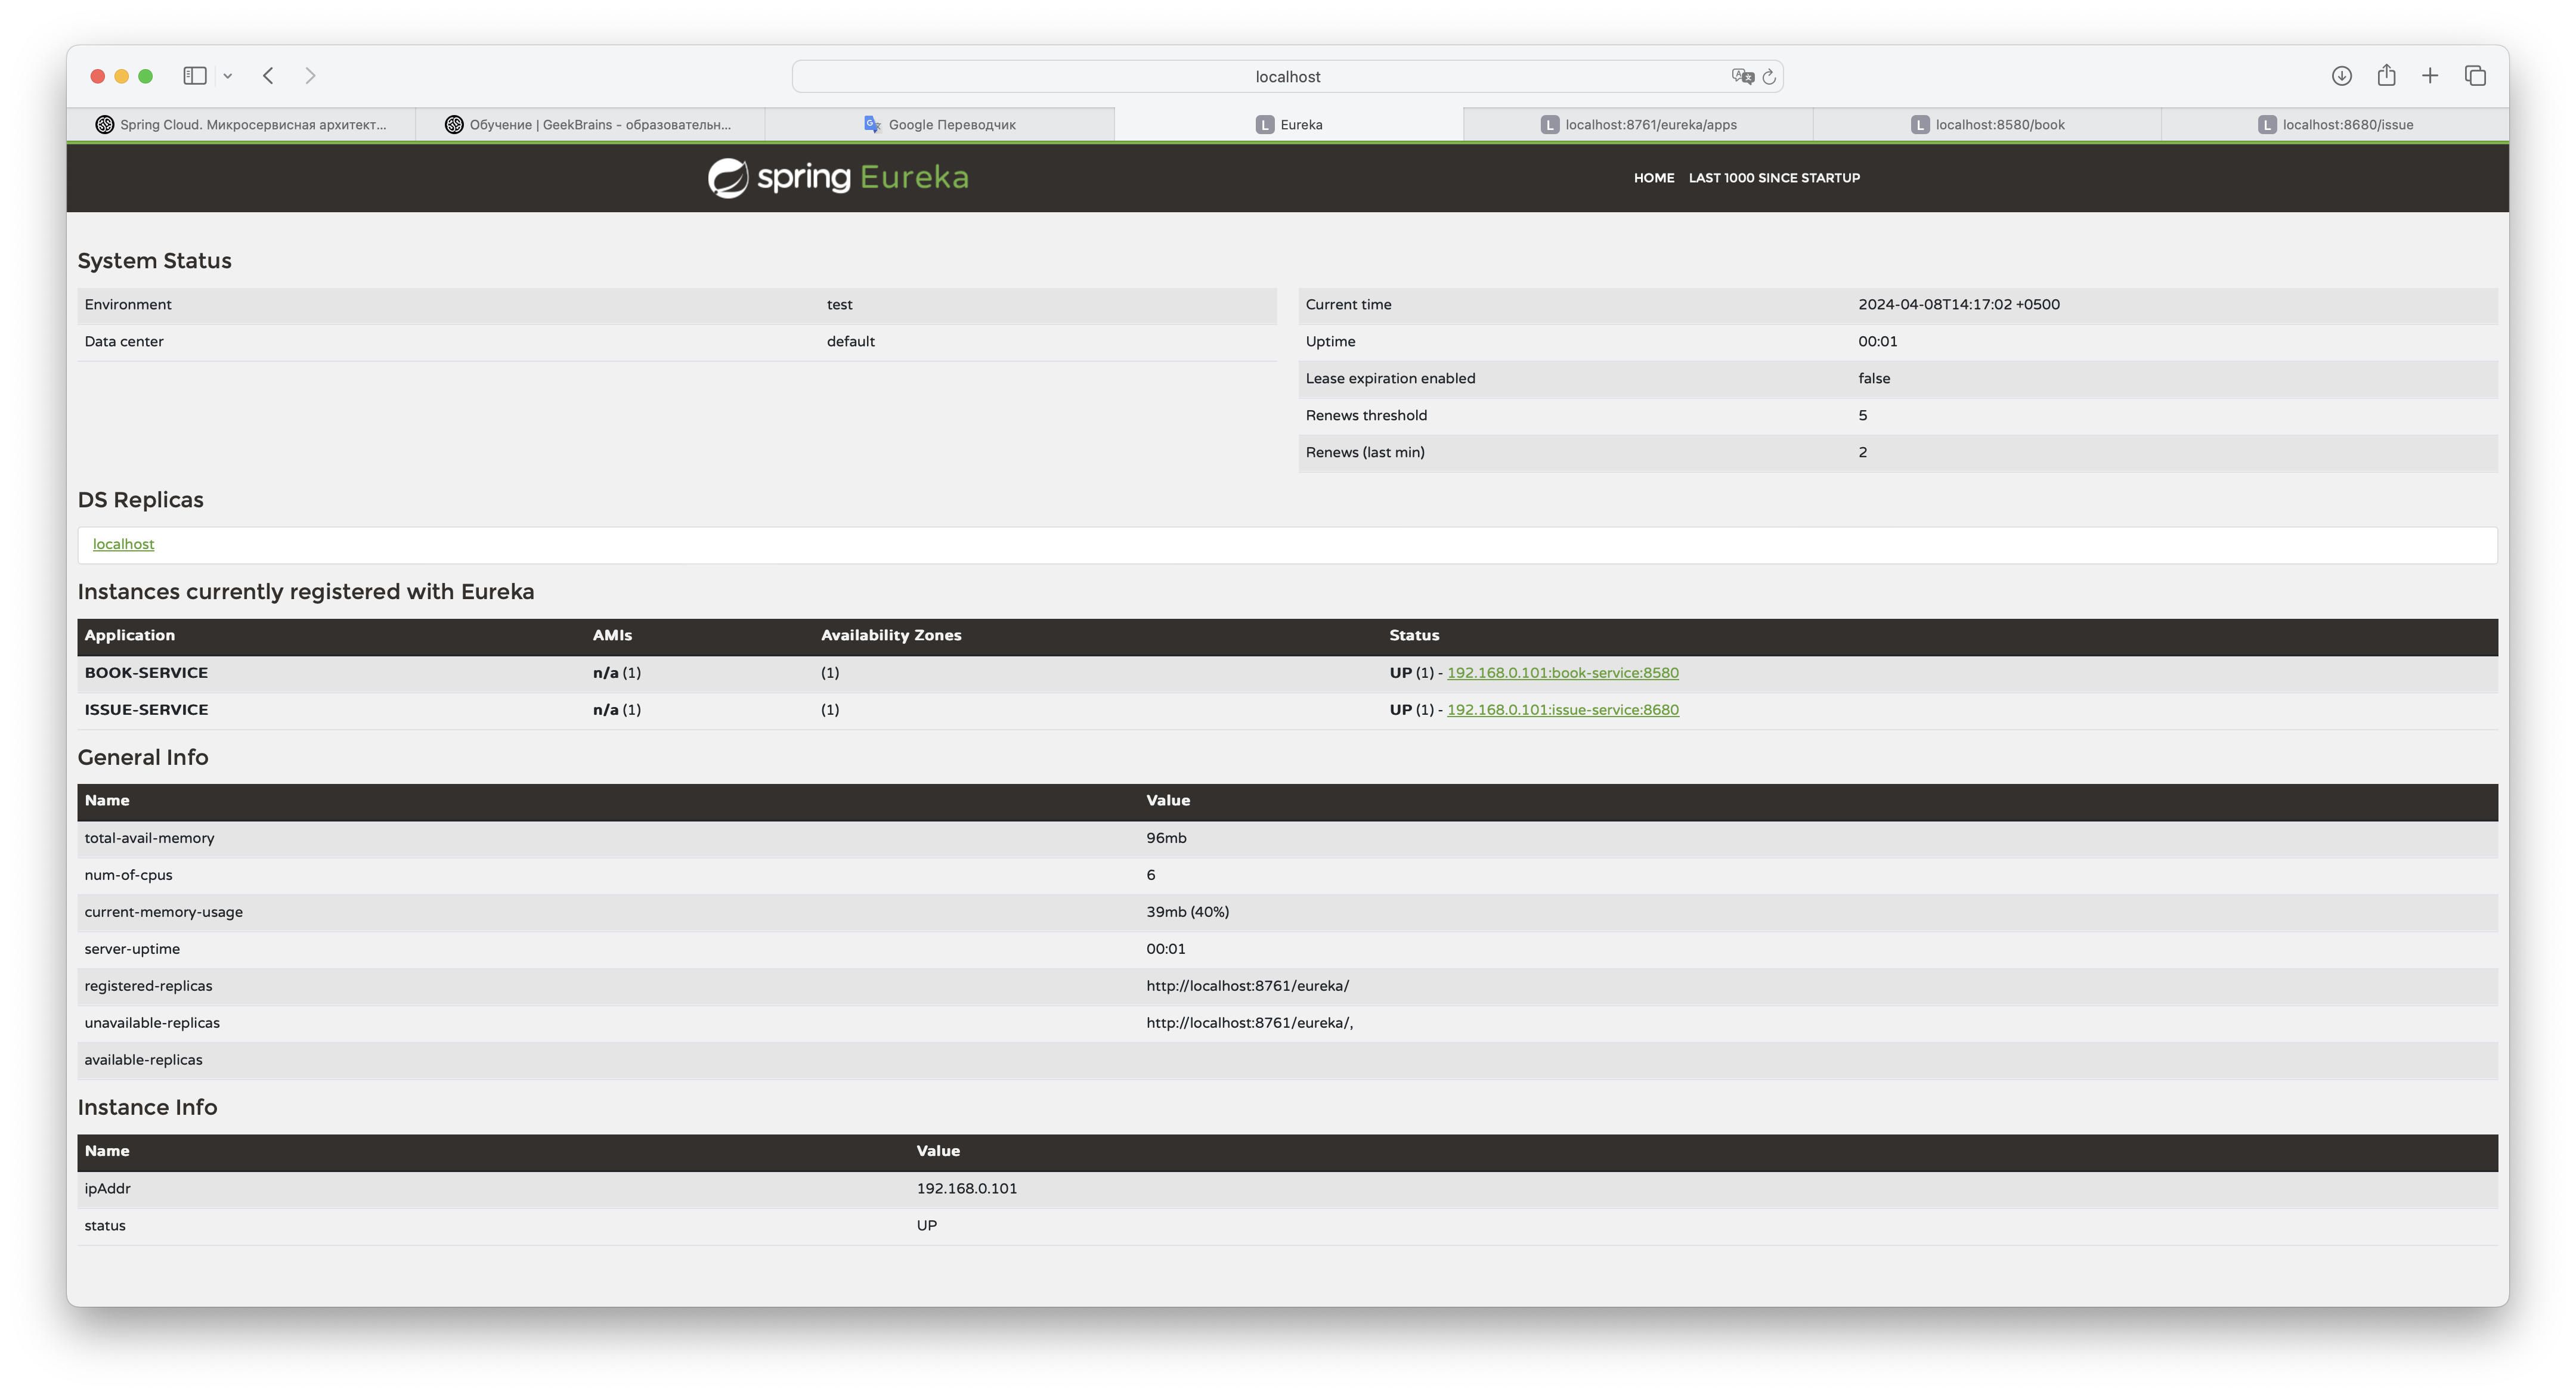 localhost
Spring Cloud. Микросервисная архитект...
Обучение | GeekBrains - образовательн...
Google Переводчик
L Eureka
L localhost:8761/eureka/apps
L localhost:8580/book
L localhost:8680/issue
spring Eureka
HOME LAST 1000 SINCE STARTUP
System Status
Environment test
Data center default
Current time 2024-04-08T14:17:02 +0500
Uptime 00:01
Lease expiration enabled false
Renews threshold 5
Renews (last min) 2
DS Replicas
localhost
Instances currently registered with Eureka
Application AMIs Availability Zones Status
BOOK-SERVICE n/a (1) (1) UP (1) - 192.168.0.101:book-service:8580
ISSUE-SERVICE n/a (1) (1) UP (1) - 192.168.0.101:issue-service:8680
General Info
Name Value
total-avail-memory 96mb
num-of-cpus 6
current-memory-usage 39mb (40%)
server-uptime 00:01
registered-replicas http://localhost:8761/eureka/
unavailable-replicas http://localhost:8761/eureka/,
available-replicas
Instance Info
Name Value
ipAddr 192.168.0.101
status UP